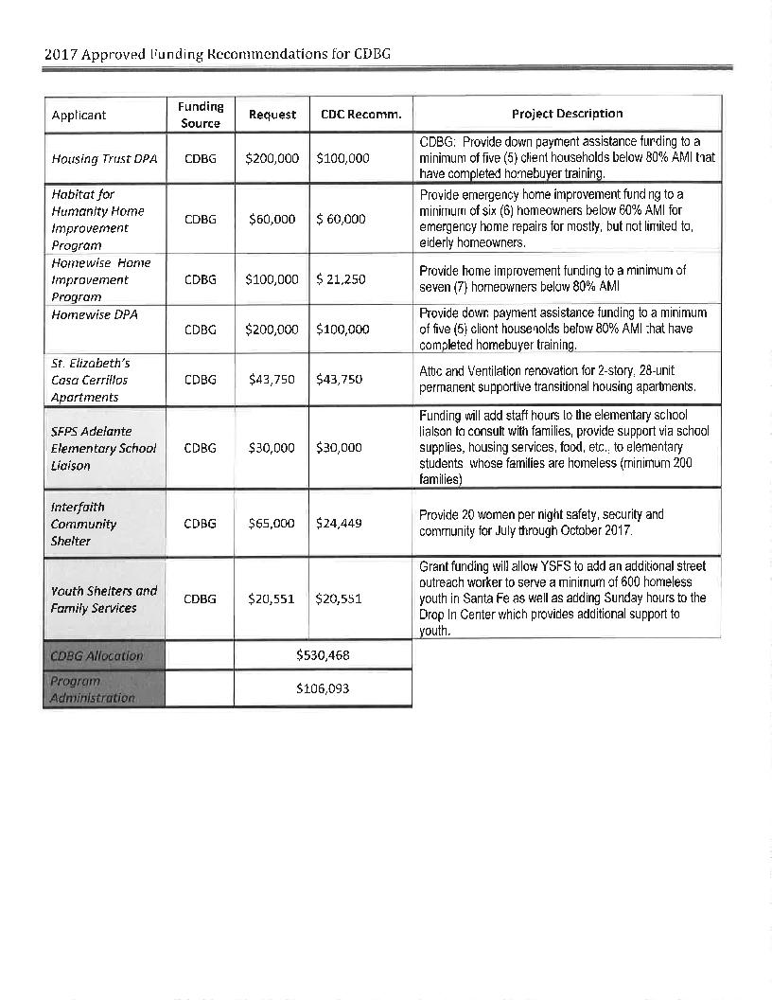 2017 Approved Funding Recommendations for CDBG
Applicant
Funding
Source
Request
CDC Recomm.
Project Description
Housing Trust DPA
CDBG
$200,000
$100,000
CDBG: Provide down payment assistance funding to a
minimum of five (5) client households below 80% AMI that
have completed homebuyer training.
Habitat for
Humanity Home
Improvement
Program
CDBG
$60,000
$ 60,000
Provide emergency home improvement funding to a
minimum of six (6) homeowners below 60% AMI for
emergency home repairs for mostly, but not limited to,
elderly homeowners.
Homewise Home
Improvement
Program
CDBG
$100,000
$ 21,250
Provide home improvement funding to a minimum of
seven (7) homeowners below 80% AMI
Homewise DPA
CDBG
$200,000
$100,000
Provide down payment assistance funding to a minimum
of five (5) client households below 80% AMI that have
completed homebuyer training.
St. Elizabeth's
Casa Cerrillos
Apartments
CDBG
$43,750
$43,750
Attic and Ventilation renovation for 2-story, 28-unit
permanent supportive transitional housing apartments.
SFPS Adelante
Elementary School
Liaison
CDBG
$30,000
$30,000
Funding will add staff hours to the elementary school
liaison to consult with families, provide support via school
supplies, housing services, food, etc., to elementary
students whose families are homeless (minimum 200
families)
Interfaith
Community
Shelter
CDBG
$65,000
$24,449
Provide 20 women per night safety, security and
community for July through October 2017.
Youth Shelters and
Family Services
CDBG
$20,551
$20,551
Grant funding will allow YSFS to add an additional street
outreach worker to serve a minimum of 600 homeless
youth in Santa Fe as well as adding Sunday hours to the
Drop In Center which provides additional support to
youth.
CDBG Allocation
$530,468
Program
Administration
$106,093